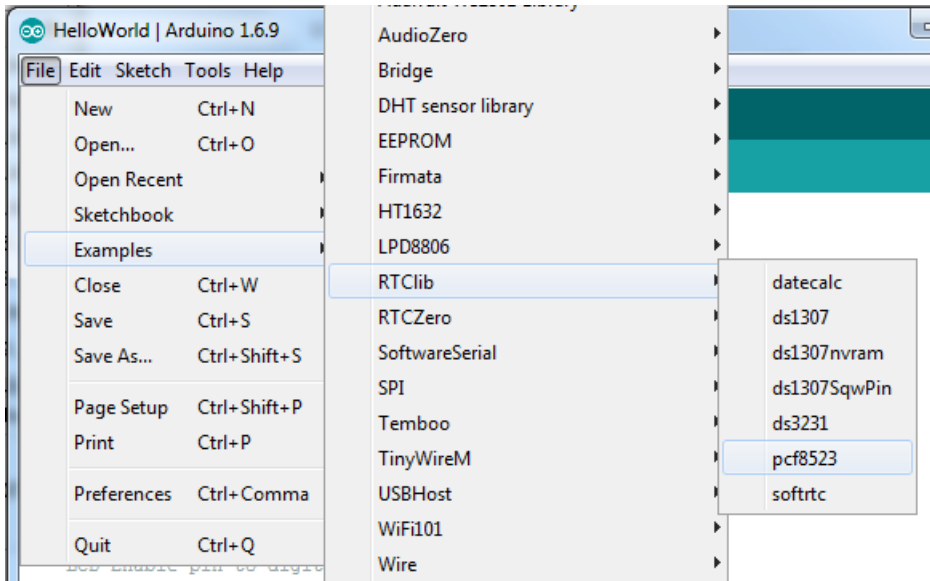 HelloWorld | Arduino 1.6.9
File Edit Sketch Tools Help
New Ctrl+N
Open... Ctrl+O
Open Recent
Sketchbook
Examples
Close Ctrl+W
Save Ctrl+S
Save As... Ctrl+Shift+S
Page Setup Ctrl+Shift+P
Print Ctrl+P
Preferences Ctrl+Comma
Quit Ctrl+Q
AudioZero
Bridge
DHT sensor library
EEPROM
Firmata
HT1632
LPD8806
RTClib
RTCZero
SoftwareSerial
SPI
Temboo
TinyWireM
USBHost
WiFi101
Wire
datecalc
ds1307
ds1307nvram
ds1307SqwPin
ds3231
pcf8523
softrtc